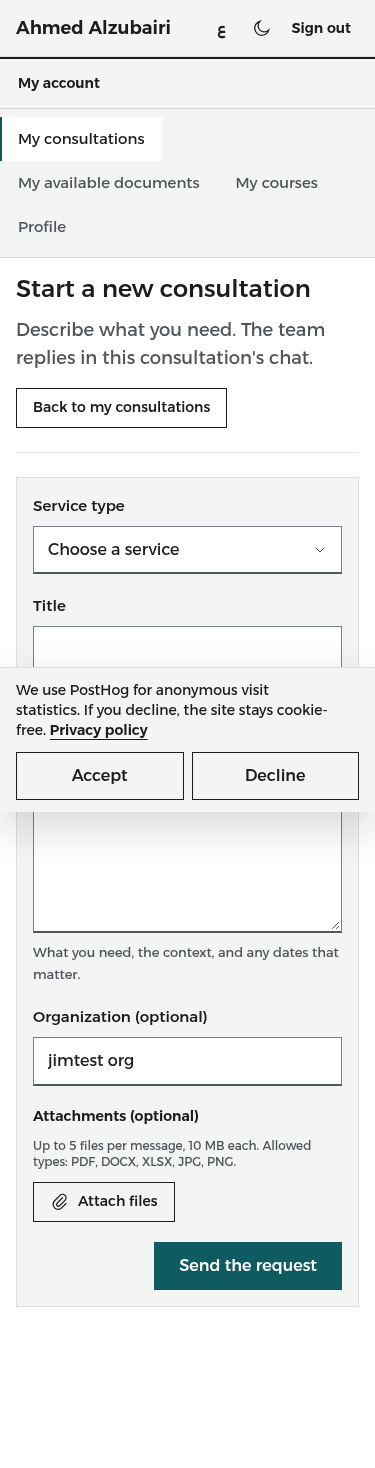 Ahmed Alzubairi
ع
Sign out
My account
My consultations
My available documents
My courses
Profile
Start a new consultation
Describe what you need. The team
replies in this consultation's chat.
Back to my consultations
Service type
Choose a service
Title
We use PostHog for anonymous visit
statistics. If you decline, the site stays cookie-
free. Privacy policy
Accept
Decline
What you need, the context, and any dates that
matter.
Organization (optional)
jimtest org
Attachments (optional)
Up to 5 files per message, 10 MB each. Allowed
types: PDF, DOCX, XLSX, JPG, PNG.
Attach files
Send the request